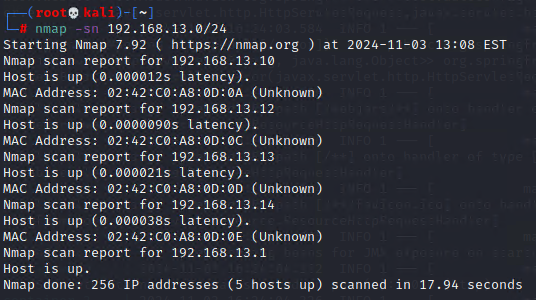 (root💀kali)-[~]
# nmap -sn 192.168.13.0/24
Starting Nmap 7.92 ( https://nmap.org ) at 2024-11-03 13:08 EST
Nmap scan report for 192.168.13.10
Host is up (0.000012s latency).
MAC Address: 02:42:C0:A8:0D:0A (Unknown)
Nmap scan report for 192.168.13.12
Host is up (0.0000090s latency).
MAC Address: 02:42:C0:A8:0D:0C (Unknown)
Nmap scan report for 192.168.13.13
Host is up (0.000021s latency).
MAC Address: 02:42:C0:A8:0D:0D (Unknown)
Nmap scan report for 192.168.13.14
Host is up (0.000038s latency).
MAC Address: 02:42:C0:A8:0D:0E (Unknown)
Nmap scan report for 192.168.13.1
Host is up.
Nmap done: 256 IP addresses (5 hosts up) scanned in 17.94 seconds